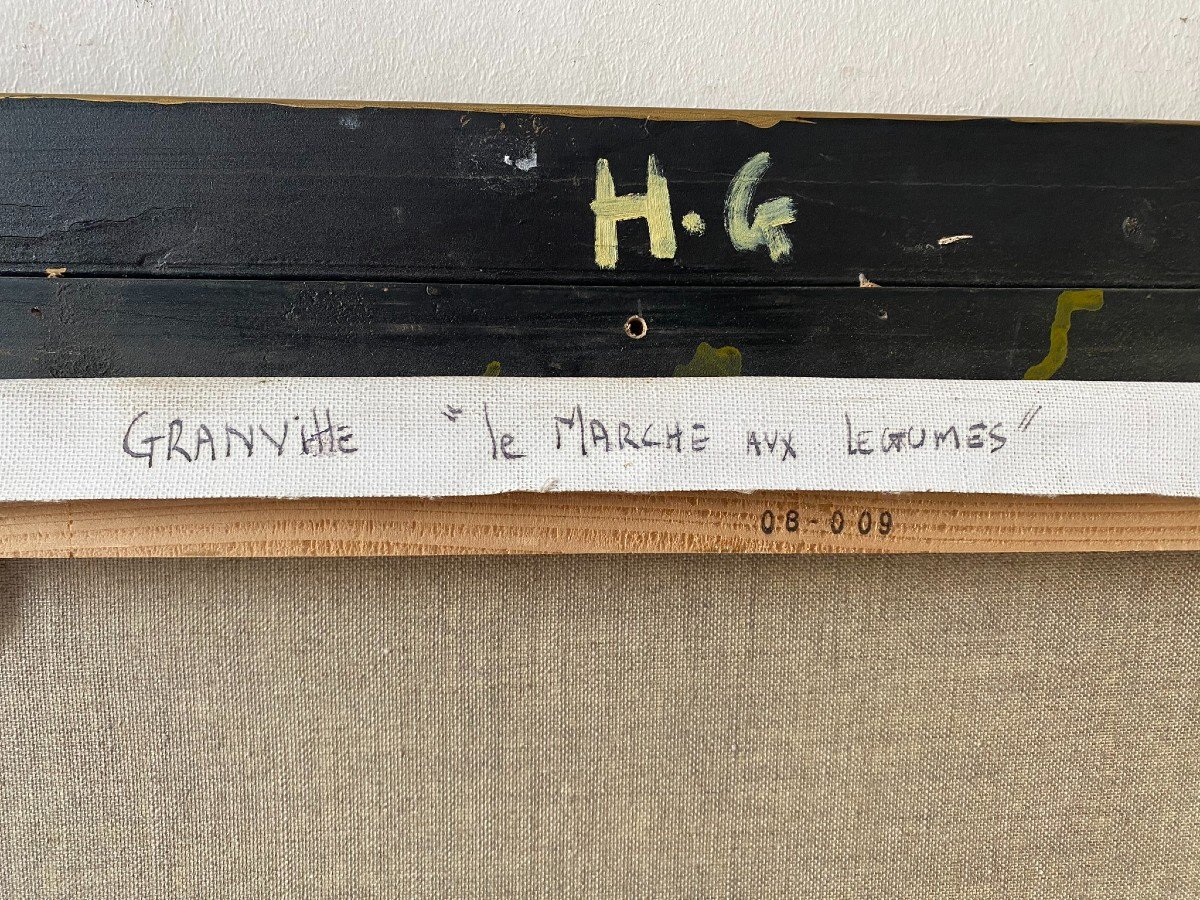 H.G
GRANVillE "le MARCHE AUX LEGUMES"
08-009